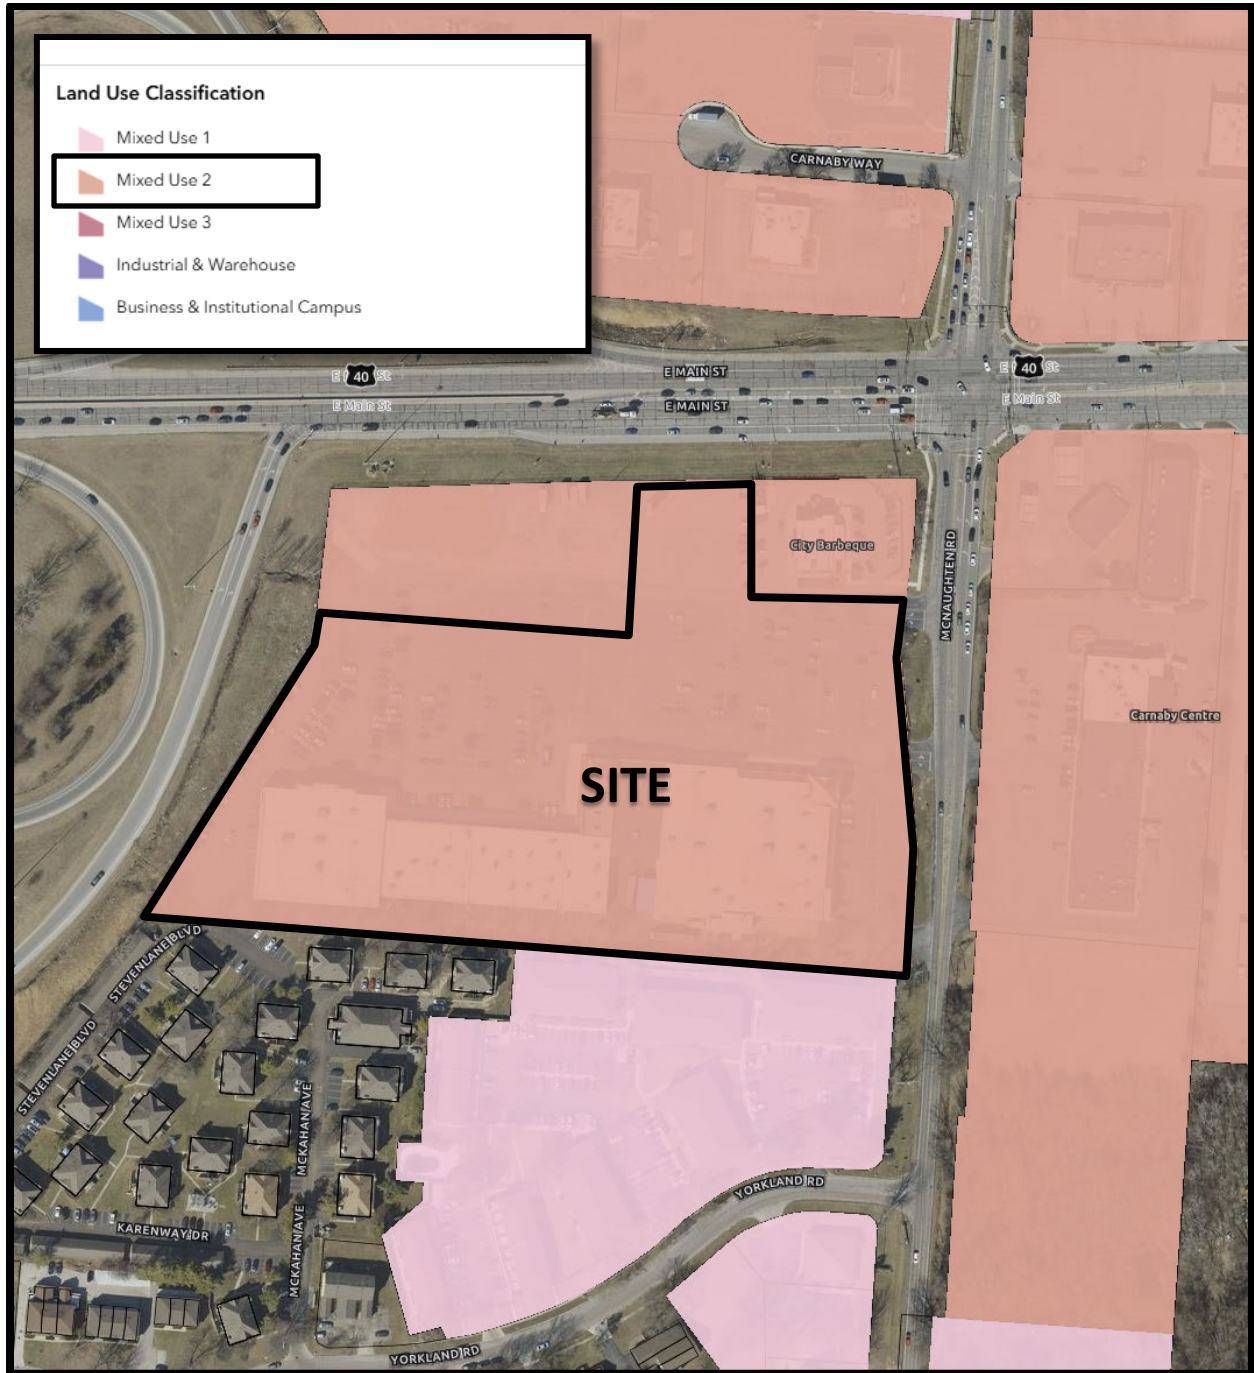 Land Use Classification
Mixed Use 1
Mixed Use 2
Mixed Use 3
Industrial & Warehouse
Business & Institutional Campus
CARNABY WAY
E 40 St
E MAIN ST
E 40 St
E Main St
E MAIN ST
E Main St
City Barbeque
MCNAUGHTEN RD
Carnaby Centre
SITE
STEVENLANE BLVD
STEVENLANE BLVD
MCKAHAN AVE
YORKLAND RD
KARENWAY DR
MCKAHAN AVE
YORKLAND RD